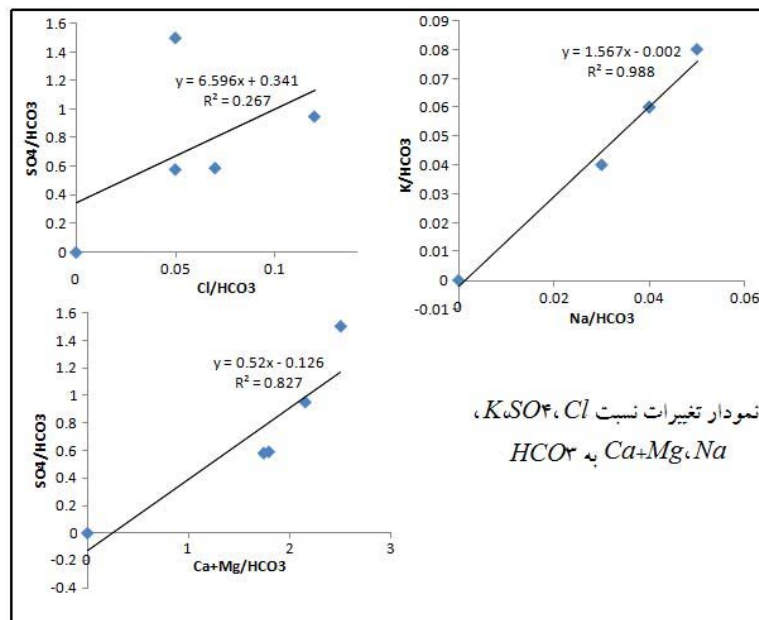 1.6
1.4
1.2
1
0.8
0.6
0.4
0.2
0
SO4/HCO3
y = 6.596x + 0.341
R² = 0.267
0 0.05 0.1
Cl/HCO3
0.09
0.08
0.07
0.06
0.05
0.04
0.03
0.02
0.01
0.00
-0.01
K/HCO3
y = 1.567x - 0.002
R² = 0.988
0 0.02 0.04 0.06
Na/HCO3
1.6
1.4
1.2
1
0.8
0.6
0.4
0.2
0
-0.2
-0.4
SO4/HCO3
y = 0.52x - 0.126
R² = 0.827
0 1 2 3
Ca+Mg/HCO3
نمودار تغییرات نسبت K،SO۴، Cl ،
Ca+Mg، Na به HCO۳